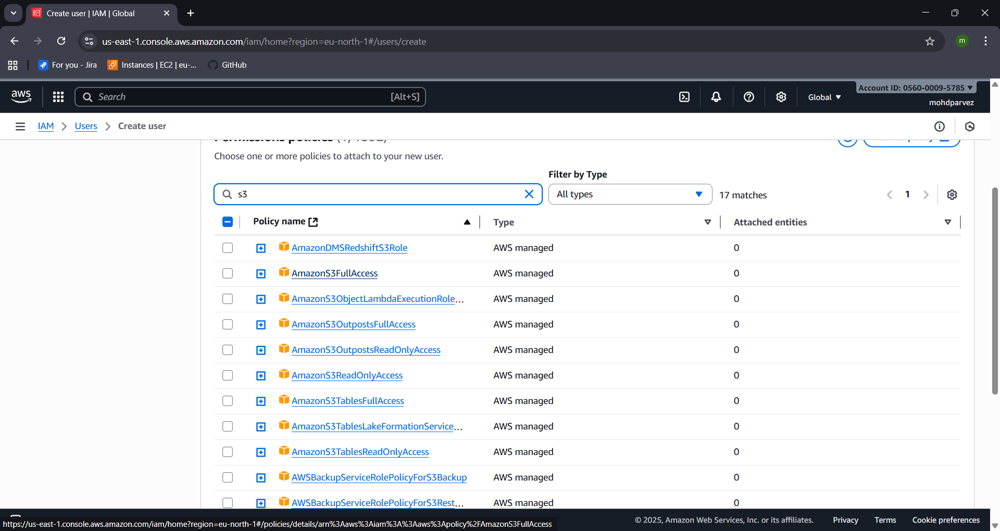 Create user | IAM | Global
us-east-1.console.aws.amazon.com/iam/home?region=eu-north-1#/users/create
m
For you - Jira
Instances | EC2 | eu-...
GitHub
aws
Search
[Alt+S]
Global
Account ID: 0560-0009-5785
mohdparvez
IAM
Users
Create user
Permissions policies
Choose one or more policies to attach to your new user.
Filter by Type
s3
All types
17 matches
1
Policy name
Type
Attached entities
AmazonDMSRedshiftS3Role AWS managed 0
AmazonS3FullAccess AWS managed 0
AmazonS3ObjectLambdaExecutionRole... AWS managed 0
AmazonS3OutpostsFullAccess AWS managed 0
AmazonS3OutpostsReadOnlyAccess AWS managed 0
AmazonS3ReadOnlyAccess AWS managed 0
AmazonS3TablesFullAccess AWS managed 0
AmazonS3TablesLakeFormationService... AWS managed 0
AmazonS3TablesReadOnlyAccess AWS managed 0
AWSBackupServiceRolePolicyForS3Backup AWS managed 0
AWSBackupServiceRolePolicyForS3Rest... AWS managed 0
https://us-east-1.console.aws.amazon.com/iam/home?region=eu-north-1#/policies/details/arn%3Aaws%3Aiam%3A%3Aaws%3Apolicy%2FAmazonS3FullAccess
© 2025, Amazon Web Services, Inc. or its affiliates.
Privacy
Terms
Cookie preferences